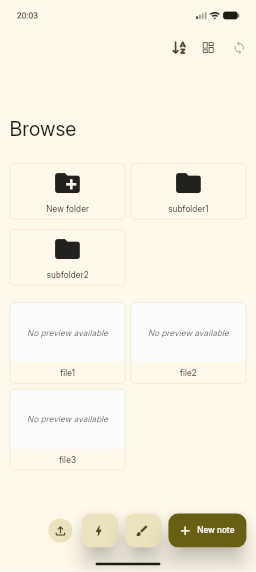 20:03
Browse
New folder
subfolder1
subfolder2
No preview available
No preview available
file1
file2
No preview available
file3
New note